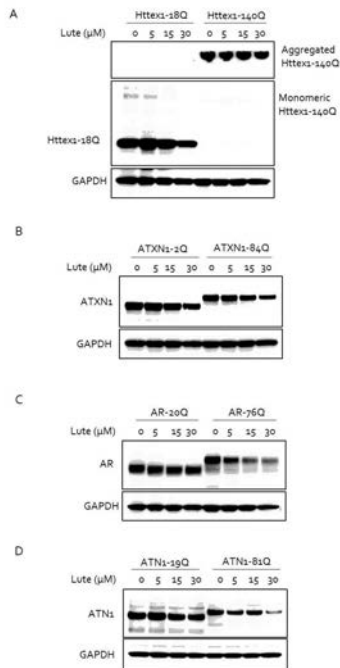 A
Httex1-18Q Httex1-140Q
Lute (µM) 0 5 15 30 0 5 15 30
Aggregated
Httex1-140Q
Monomeric
Httex1-140Q
Httex1-18Q
GAPDH
B
ATXN1-2Q ATXN1-84Q
Lute (µM) 0 5 15 30 0 5 15 30
ATXN1
GAPDH
C
AR-20Q AR-76Q
Lute (µM) 0 5 15 30 0 5 15 30
AR
GAPDH
D
ATN1-19Q ATN1-81Q
Lute (µM) 0 5 15 30 0 5 15 30
ATN1
GAPDH